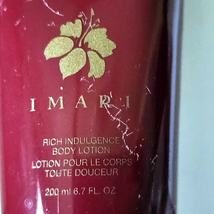 IMARI
RICH INDULGENCE
BODY LOTION
LOTION POUR LE CORPS
TOUTE DOUCEUR
200 ml 6.7 FL. OZ